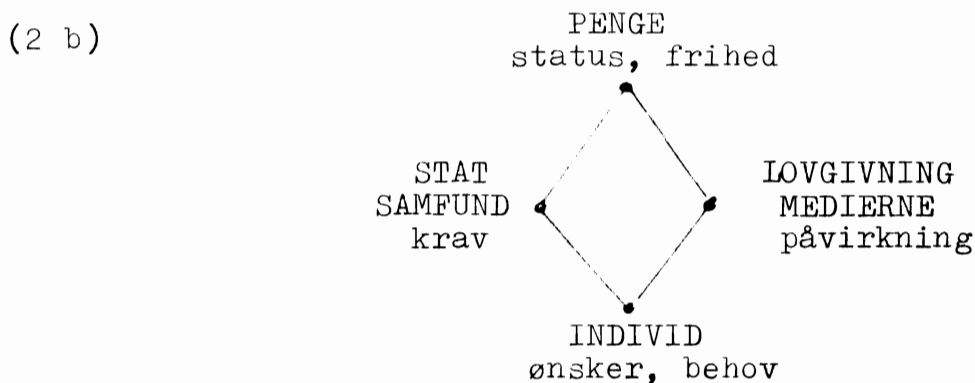 (2 b)
PENGE
status, frihed
STAT
SAMFUND
krav
LOVGIVNING
MEDIERNE
påvirkning
INDIVID
ønsker, behov